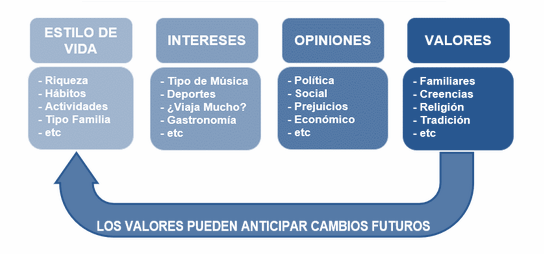 ESTILO DE
VIDA
- Riqueza
- Hábitos
- Actividades
- Tipo Familia
- etc
INTERESES
- Tipo de Mùsica
- Deportes
- ¿Viaja Mucho?
- Gastronomía
- etc
OPINIONES
- Política
- Social
- Prejuicios
- Económico
- etc
VALORES
- Familiares
- Creencias
- Religión
- Tradición
- etc
LOS VALORES PUEDEN ANTICIPAR CAMBIOS FUTUROS